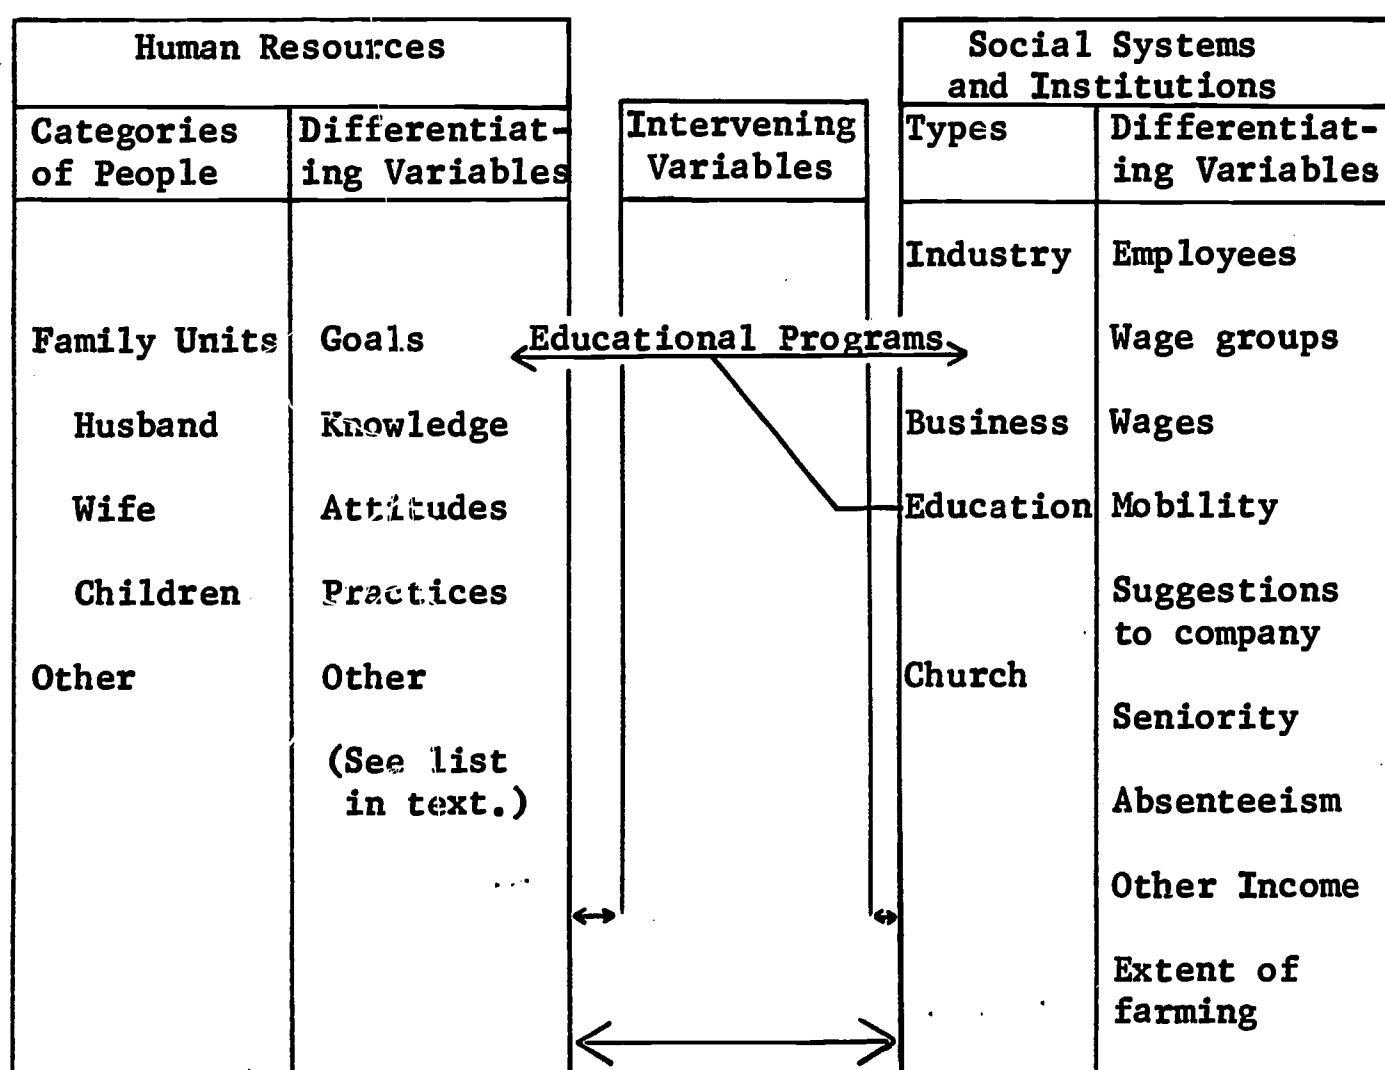 Human Resources
Social Systems
and Institutions
Categories
of People
Differentiat-
ing Variables
Intervening
Variables
Types
Differentiat-
ing Variables
Industry
Employees
Family Units
Goals
Educational Programs
Wage groups
Husband
Knowledge
Business
Wages
Wife
Attitudes
Education
Mobility
Children
Practices
Suggestions
to company
Other
Other
Church
Seniority
(See list
in text.)
Absenteeism
Other Income
Extent of
farming